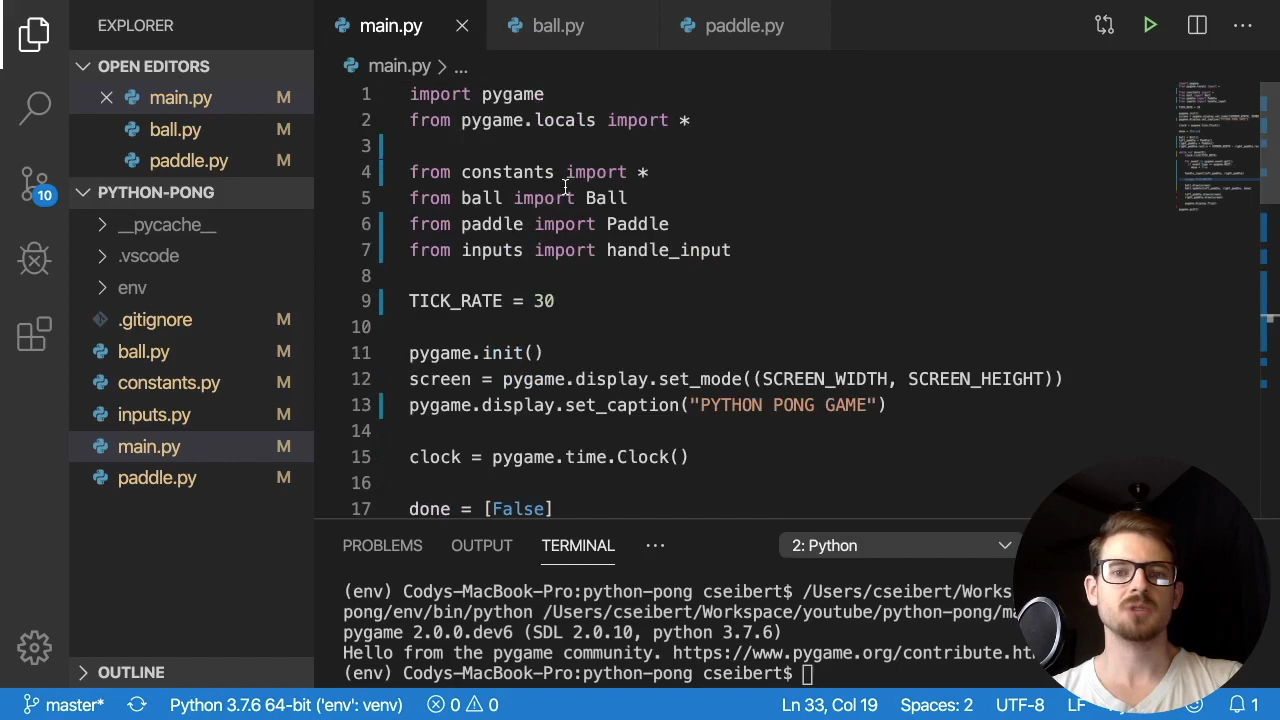 EXPLORER
OPEN EDITORS
main.py M
ball.py M
paddle.py M
PYTHON-PONG
__pycache__
.vscode
env
.gitignore M
ball.py M
constants.py M
inputs.py M
main.py M
paddle.py M
OUTLINE
10
main.py
ball.py
paddle.py
main.py > ...
1 import pygame
2 from pygame.locals import *
3
4 from constants import *
5 from ball import Ball
6 from paddle import Paddle
7 from inputs import handle_input
8
9 TICK_RATE = 30
10
11 pygame.init()
12 screen = pygame.display.set_mode((SCREEN_WIDTH, SCREEN_HEIGHT))
13 pygame.display.set_caption("PYTHON PONG GAME")
14
15 clock = pygame.time.Clock()
16
17 done = [False]
PROBLEMS OUTPUT TERMINAL ... 2: Python
(env) Codys-MacBook-Pro:python-pong cseibert$ /Users/cseibert/Works
pong/env/bin/python /Users/cseibert/Workspace/youtube/python-pong/ma
pygame 2.0.0.dev6 (SDL 2.0.10, python 3.7.6)
Hello from the pygame community. https://www.pygame.org/contribute.ht
(env) Codys-MacBook-Pro:python-pong cseibert$
master* Python 3.7.6 64-bit ('env': venv) 0 0 Ln 33, Col 19 Spaces: 2 UTF-8 LF 1